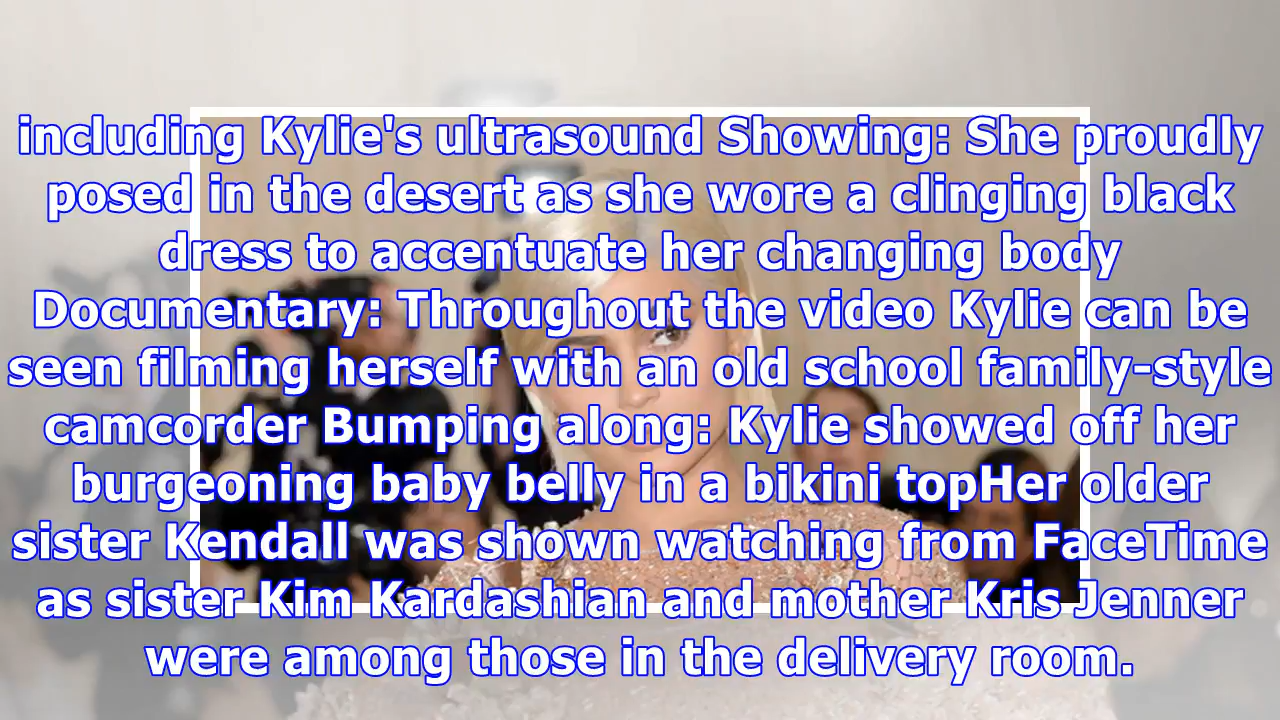 including Kylie's ultrasound Showing: She proudly
posed in the desert as she wore a clinging black
dress to accentuate her changing body
Documentary: Throughout the video Kylie can be
seen filming herself with an old school family-style
camcorder Bumping along: Kylie showed off her
burgeoning baby belly in a bikini topHer older
sister Kendall was shown watching from FaceTime
as sister Kim Kardashian and mother Kris Jenner
were among those in the delivery room.